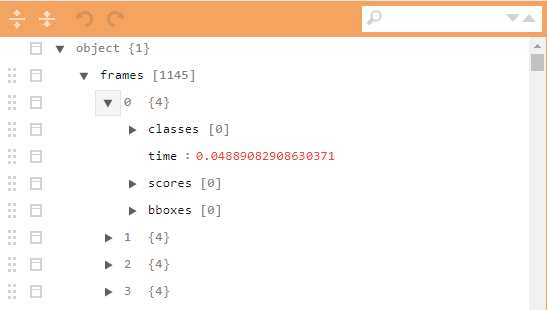 object {1}
frames [1145]
0 {4}
classes [0]
time : 0.04889082908630371
scores [0]
bboxes [0]
1 {4}
2 {4}
3 {4}